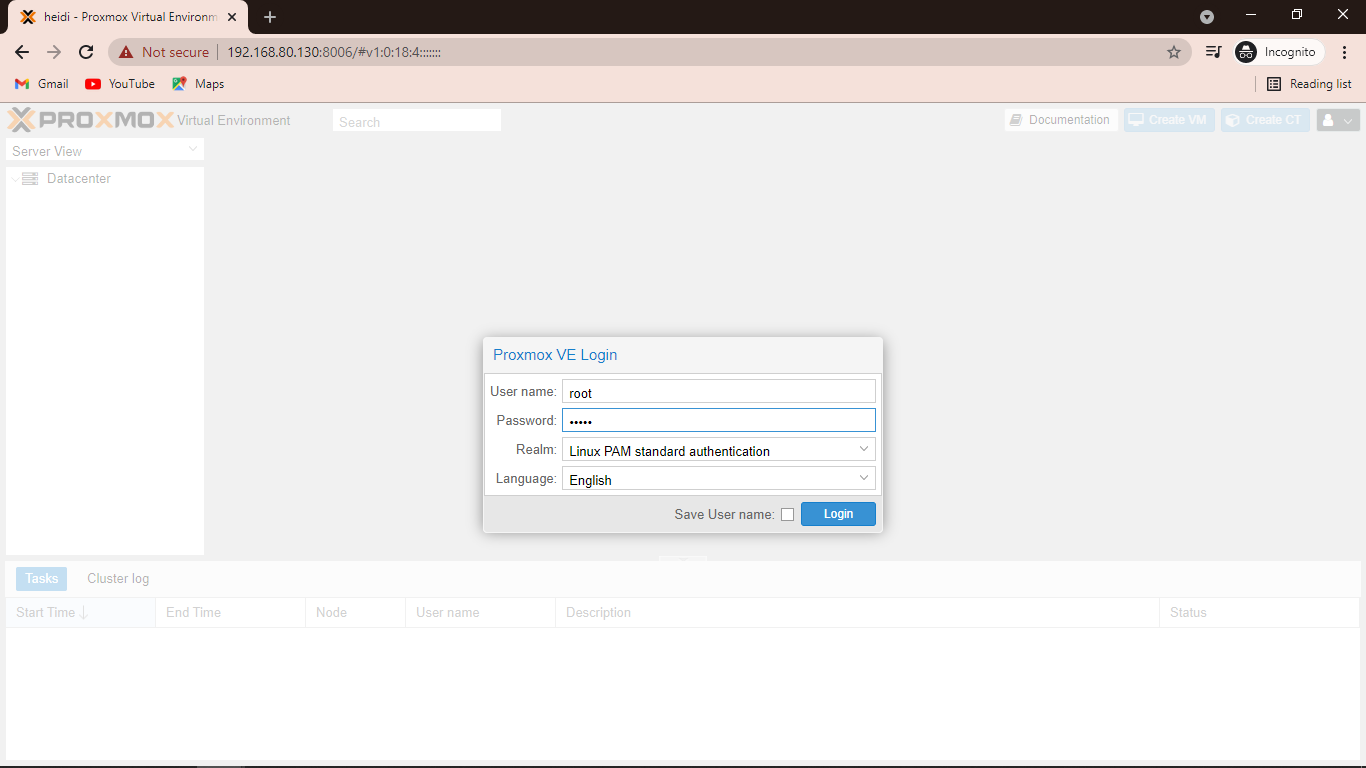 heidi - Proxmox Virtual Environm
Not secure 192.168.80.130:8006/#v1:0:18:4:::::::
Incognito
Gmail YouTube Maps Reading list
PROXMOX Virtual Environment Search Documentation Create VM Create CT
Server View
Datacenter
Proxmox VE Login
User name: root
Password: •••••
Realm: Linux PAM standard authentication
Language: English
Save User name: Login
Tasks Cluster log
Start Time End Time Node User name Description Status